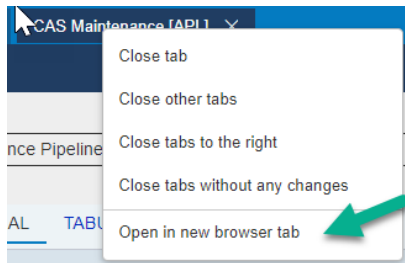 CAS Maintenance [APL]
Close tab
Close other tabs
Close tabs to the right
nce Pipeline
Close tabs without any changes
AL TABU
Open in new browser tab